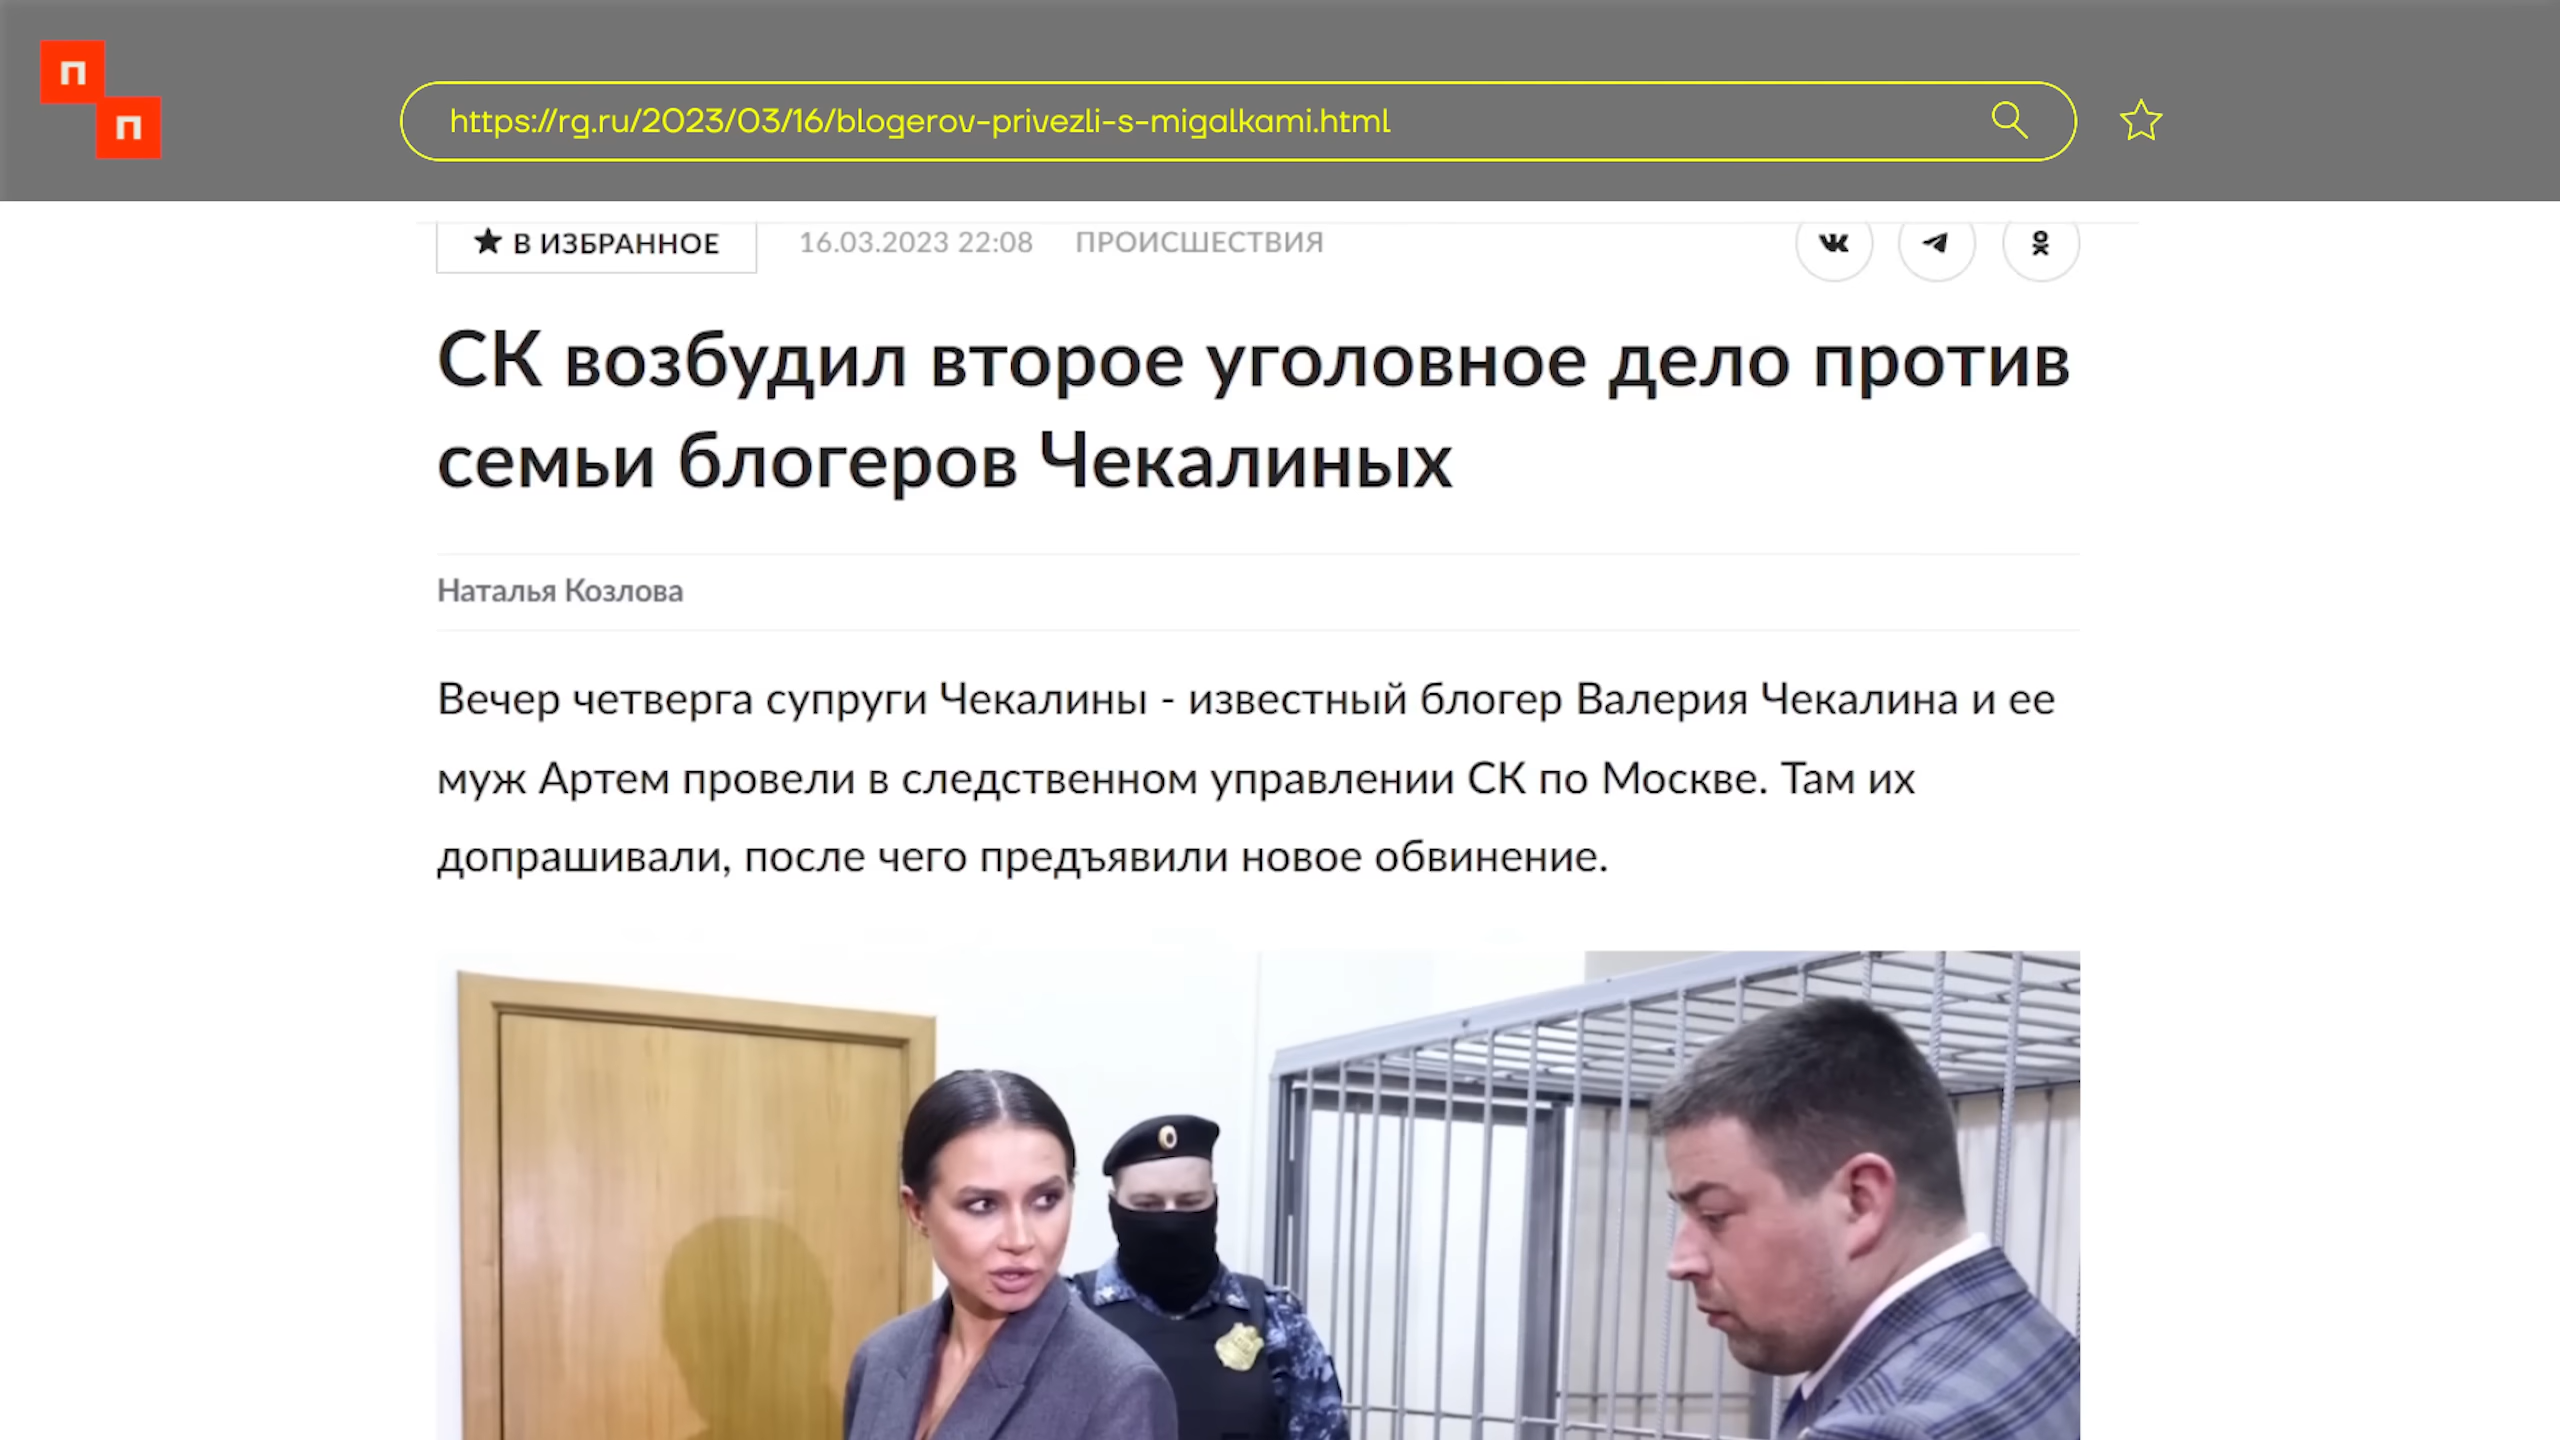 П
П
https://rg.ru/2023/03/16/blogerov-privezli-s-migalkami.html
В ИЗБРАННОЕ 16.03.2023 22:08 ПРОИСШЕСТВИЯ
СК возбудил второе уголовное дело против
семьи блогеров Чекалиных
Наталья Козлова
Вечер четверга супруги Чекалины - известный блогер Валерия Чекалина и ее
муж Артем провели в следственном управлении СК по Москве. Там их
допрашивали, после чего предъявили новое обвинение.